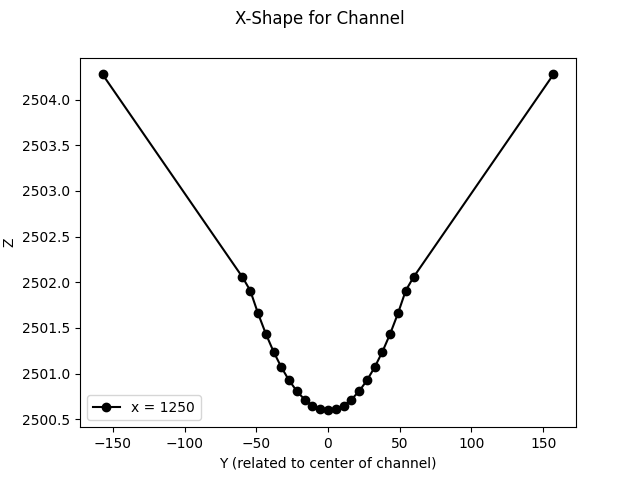 X-Shape for Channel
2504.0
2503.5
2503.0
2502.5
2502.0
2501.5
2501.0
2500.5
Z
x = 1250
−150 −100 −50 0 50 100 150
Y (related to center of channel)